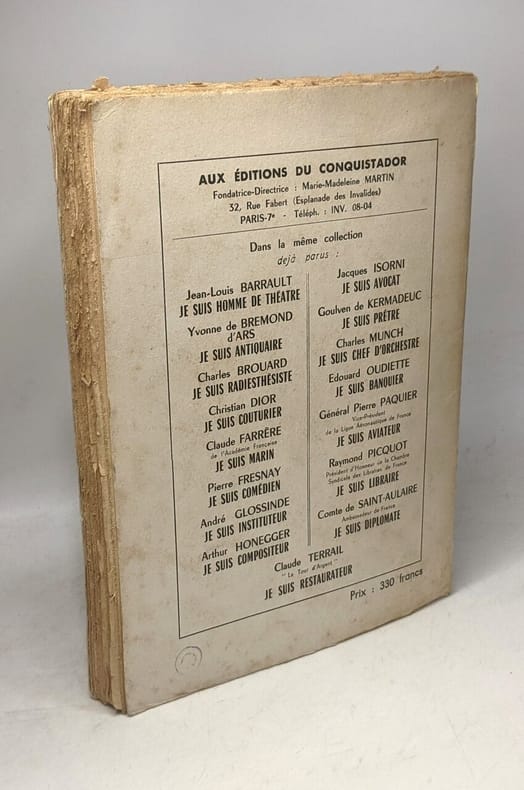 AUX ÉDITIONS DU CONQUISTADOR
Fondatrice-Directrice : Marie-Madeleine MARTIN
32, Rue Fabert (Esplanade des Invalides)
PARIS-7e - Téléph. : INV. 08-04
Dans la même collection
dejà parus :
Jean-Louis BARRAULT
JE SUIS HOMME DE THÉATRE
Yvonne de BREMOND
d'ARS
JE SUIS ANTIQUAIRE
Charles BROUARD
JE SUIS RADIESTHÉSISTE
Christian DIOR
JE SUIS COUTURIER
Claude FARRÈRE
de l'Académie Française
JE SUIS MARIN
Pierre FRESNAY
JE SUIS COMÉDIEN
André GLOSSINDE
JE SUIS INSTITUTEUR
Arthur HONEGGER
JE SUIS COMPOSITEUR
Jacques ISORNI
JE SUIS AVOCAT
Goulven de KERMADEUC
JE SUIS PRÊTRE
Charles MUNCH
JE SUIS CHEF D'ORCHESTRE
Edouard OUDIETTE
JE SUIS BANQUIER
Général Pierre PAQUIER
Vice-Président
de la Ligue Aéronautique de France
JE SUIS AVIATEUR
Raymond PICQUOT
Président d'Honneur de la Chambre
Syndicale des Libraires de France
JE SUIS LIBRAIRE
Comte de SAINT-AULAIRE
Ambassadeur de France
JE SUIS DIPLOMATE
Claude TERRAIL
" La Tour d'Argent "
JE SUIS RESTAURATEUR
Prix : 330 francs